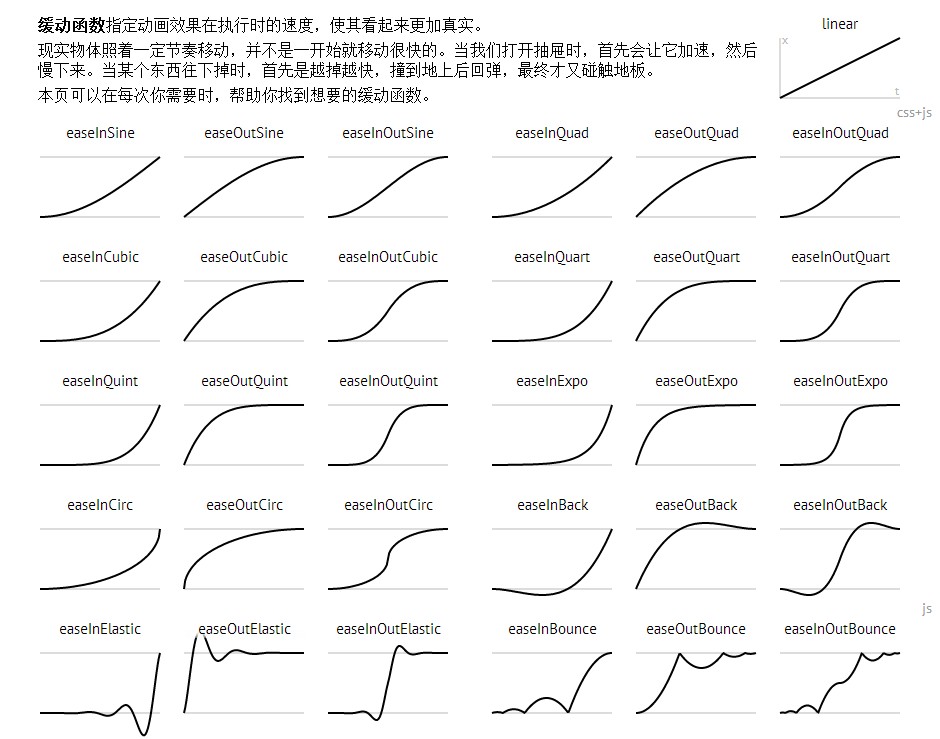 缓动函数指定动画效果在执行时的速度，使其看起来更加真实。
现实物体照着一定节奏移动，并不是一开始就移动很快的。当我们打开抽屉时，首先会让它加速，然后
慢下来。当某个东西往下掉时，首先是越掉越快，撞到地上后回弹，最终才又碰触地板。
本页可以在每次你需要时，帮助你找到想要的缓动函数。
linear
x
t
css+js
easeInSine easeOutSine easeInOutSine easeInQuad easeOutQuad easeInOutQuad
easeInCubic easeOutCubic easeInOutCubic easeInQuart easeOutQuart easeInOutQuart
easeInQuint easeOutQuint easeInOutQuint easeInExpo easeOutExpo easeInOutExpo
easeInCirc easeOutCirc easeInOutCirc easeInBack easeOutBack easeInOutBack
js
easeInElastic easeOutElastic easeInOutElastic easeInBounce easeOutBounce easeInOutBounce